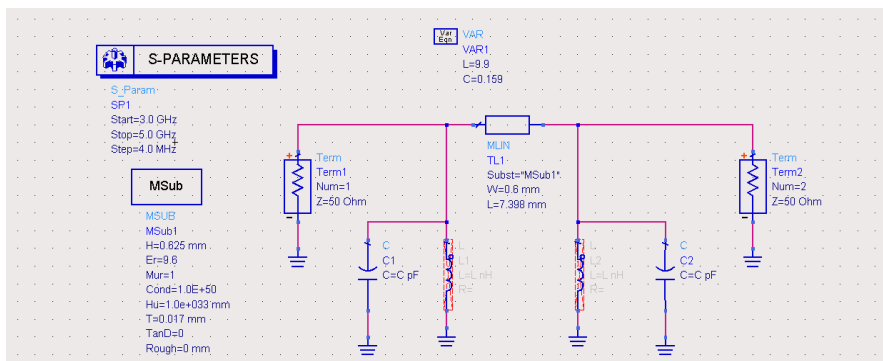 Var
Eqn
VAR
VAR1
L=9.9
C=0.159
S-PARAMETERS
S_Param
SP1
Start=3.0 GHz
Stop=5.0 GHz
Step=4.0 MHz
MSub
MSUB
MSub1
H=0.625 mm
Er=9.6
Mur=1
Cond=1.0E+50
Hu=1.0e+033 mm
T=0.017 mm
TanD=0
Rough=0 mm
+
-
Term
Term1
Num=1
Z=50 Ohm
MLIN
TL1
Subst="MSub1"
W=0.6 mm
L=7.398 mm
+
-
Term
Term2
Num=2
Z=50 Ohm
C
C1
C=C pF
L
L1
L=L nH
R=
L
L2
L=L nH
R=
C
C2
C=C pF